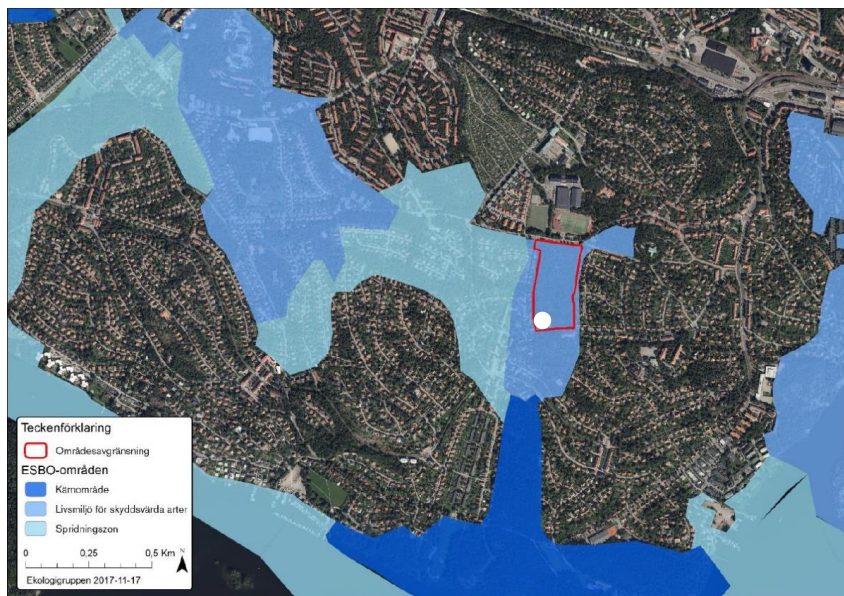 Teckenförklaring
Områdesavgränsning
ESBO-områden
Kärnområde
Livsmiljö för skyddsvärda arter
Spridningszon
0 0,25 0,5 Km N
Ekologigruppen 2017-11-17